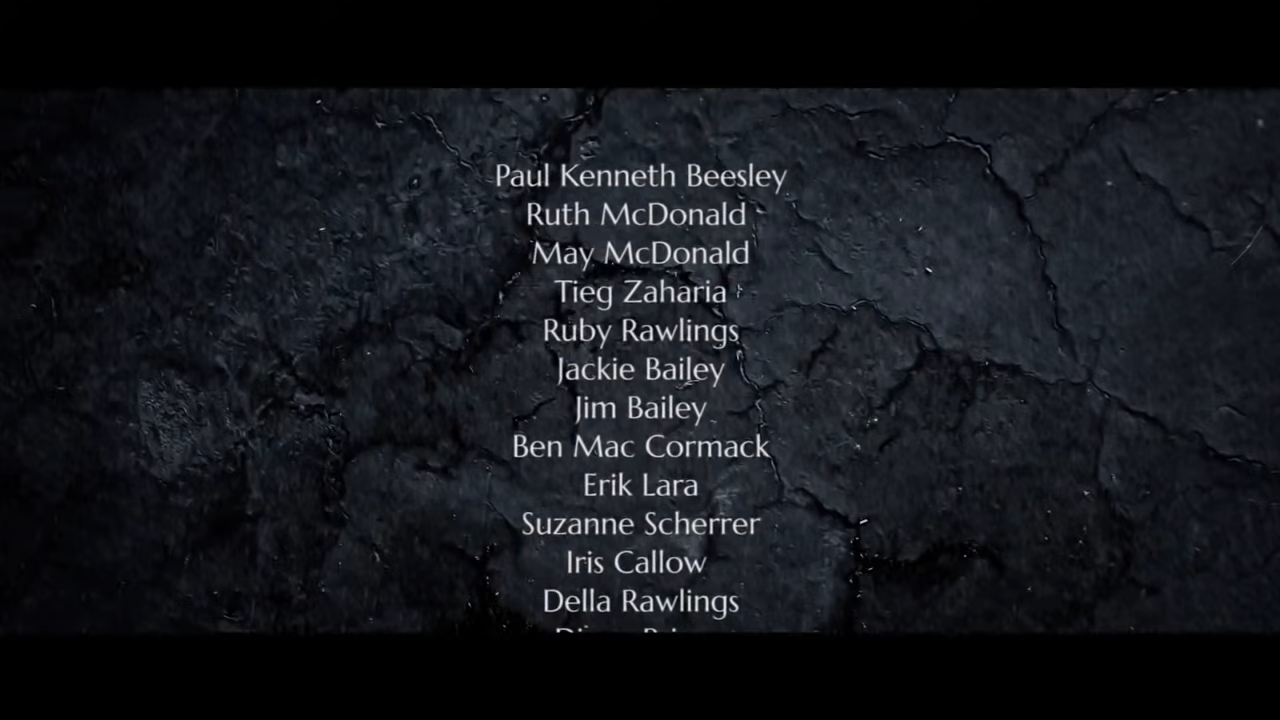 Paul Kenneth Beesley
Ruth McDonald
May McDonald
Tieg Zaharia
Ruby Rawlings
Jackie Bailey
Jim Bailey
Ben Mac Cormack
Erik Lara
Suzanne Scherrer
Iris Callow
Della Rawlings